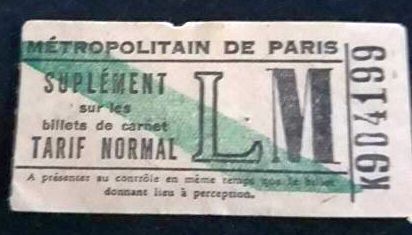 MÉTROPOLITAIN DE PARIS
SUPLÉMENT
sur les
billets de carnet
TARIF NORMAL
LM
K904199
A présenter au contrôle en même temps que le billet
donnant lieu à perception.